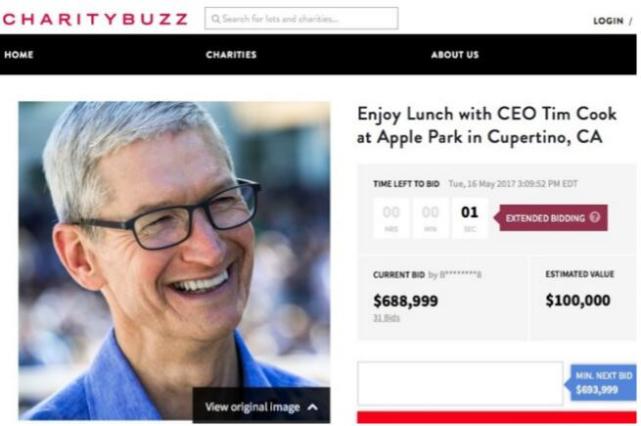 CHARITYBUZZ
Search for lots and charities...
LOGIN /
HOME
CHARITIES
ABOUT US
Enjoy Lunch with CEO Tim Cook
at Apple Park in Cupertino, CA
TIME LEFT TO BID Tue, 16 May 2017 3:09:52 PM EDT
00 00 01
HRS MIN SEC
EXTENDED BIDDING ?
CURRENT BID by B********8
$688,999
31 Bids
ESTIMATED VALUE
$100,000
MIN. NEXT BID
$693,999
View original image